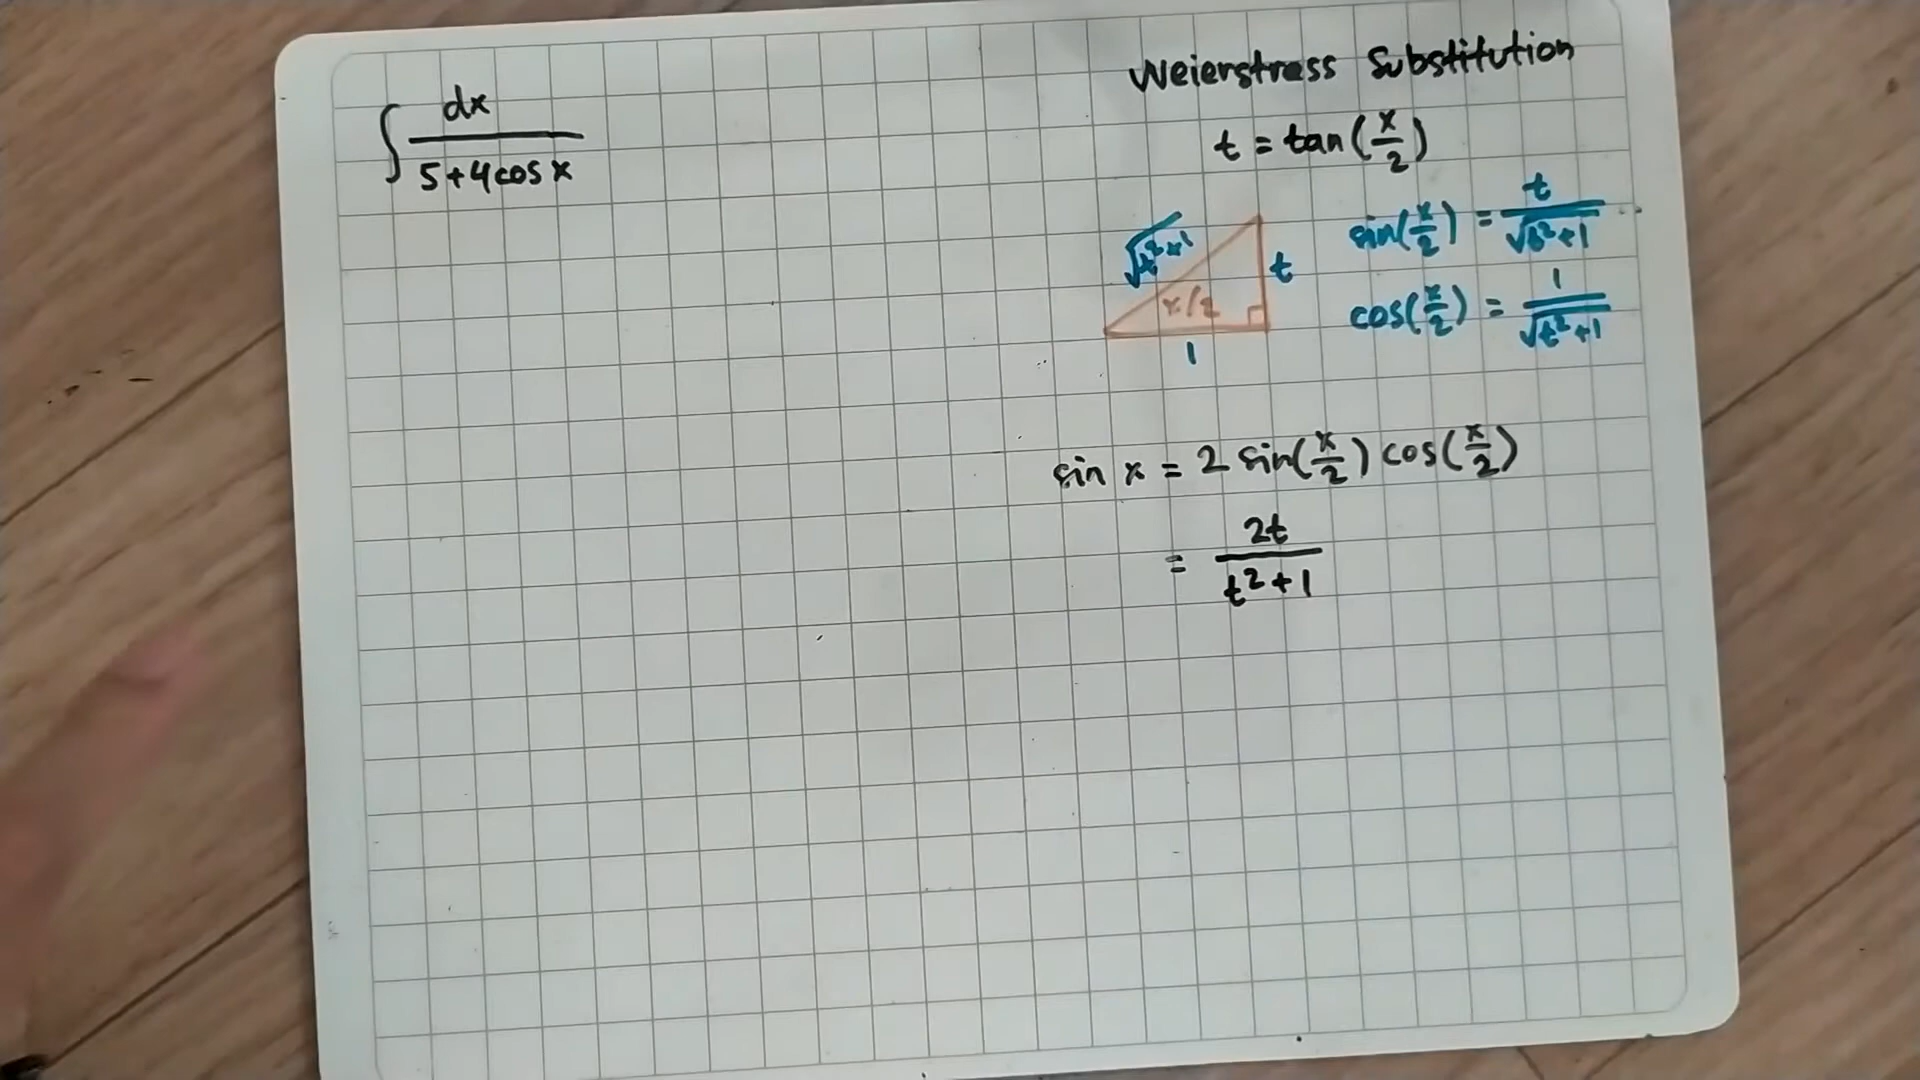 ∫ dx / (5+4cos x)
Weierstrass Substitution
t = tan(x/2)
√t²+1
x/2
t
1
sin(x/2) = t / √t²+1
cos(x/2) = 1 / √t²+1
sin x = 2 sin(x/2) cos(x/2)
= 2t / t²+1